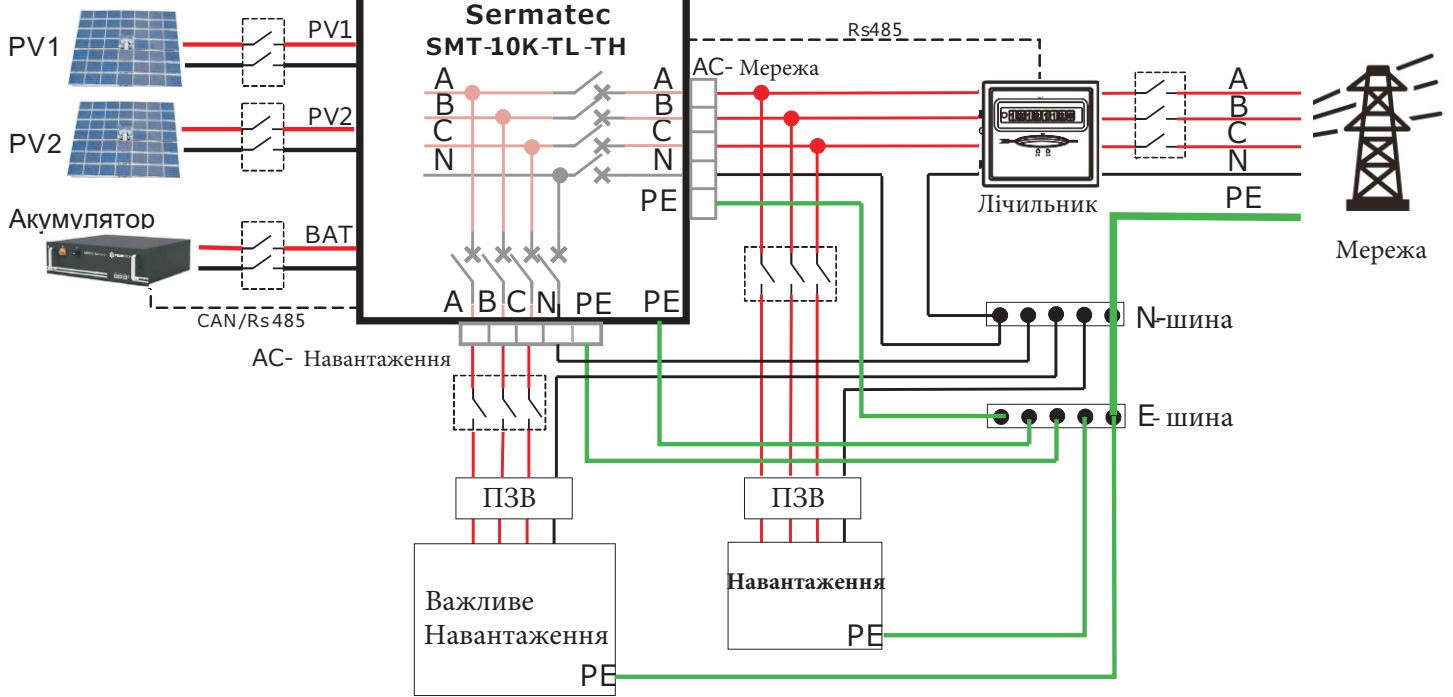 Sermatec
SMT-10K-TL-TH
PV1
PV1
PV2
PV2
Акумулятор
BAT
CAN/Rs485
Rs485
AC- Мережа
A
B
C
N
A
B
C
N
PE
A B C N PE PE
AC- Навантаження
Лічильник
A
B
C
N
PE
Мережа
N-шина
E-шина
ПЗВ
ПЗВ
Важливе
Навантаження
PE
Навантаження
PE